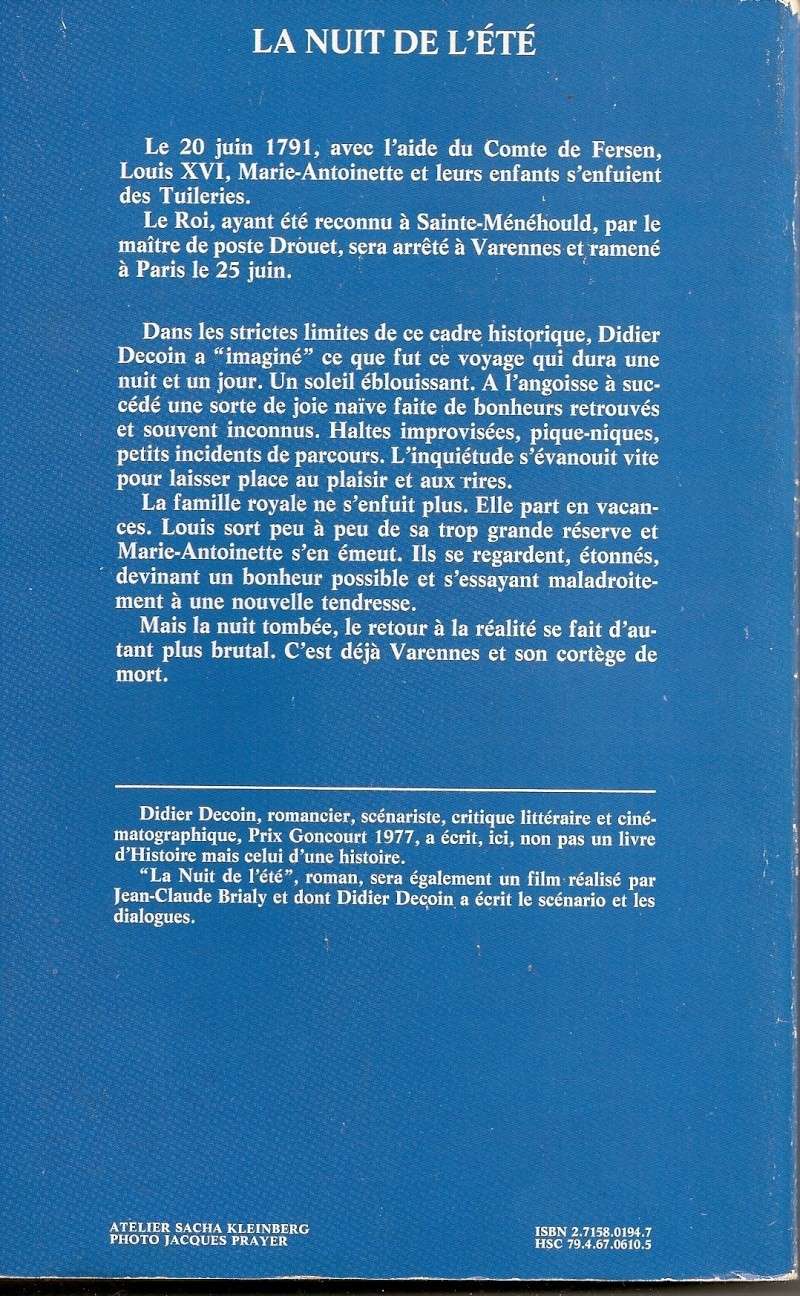 LA NUIT DE L'ÉTÉ
Le 20 juin 1791, avec l'aide du Comte de Fersen,
Louis XVI, Marie-Antoinette et leurs enfants s'enfuient
des Tuileries.
Le Roi, ayant été reconnu à Sainte-Ménéhould, par le
maître de poste Drouet, sera arrêté à Varennes et ramené
à Paris le 25 juin.
Dans les strictes limites de ce cadre historique, Didier
Decoin a “imaginé” ce que fut ce voyage qui dura une
nuit et un jour. Un soleil éblouissant. A l'angoisse à suc-
cédé une sorte de joie naïve faite de bonheurs retrouvés
et souvent inconnus. Haltes improvisées, pique-niques,
petits incidents de parcours. L'inquiétude s'évanouit vite
pour laisser place au plaisir et aux rires.
La famille royale ne s'enfuit plus. Elle part en vacan-
ces. Louis sort peu à peu de sa trop grande réserve et
Marie-Antoinette s'en émeut. Ils se regardent, étonnés,
devinant un bonheur possible et s'essayant maladroite-
ment à une nouvelle tendresse.
Mais la nuit tombée, le retour à la réalité se fait d'au-
tant plus brutal. C'est déjà Varennes et son cortège de
mort.
Didier Decoin, romancier, scénariste, critique littéraire et ciné-
matographique, Prix Goncourt 1977, a écrit, ici, non pas un livre
d'Histoire mais celui d'une histoire.
“La Nuit de l'été”, roman, sera également un film réalisé par
Jean-Claude Brialy et dont Didier Decoin a écrit le scénario et les
dialogues.
ATELIER SACHA KLEINBERG
PHOTO JACQUES PRAYER
ISBN 2.7158.0194.7
HSC 79.4.67.0610.5